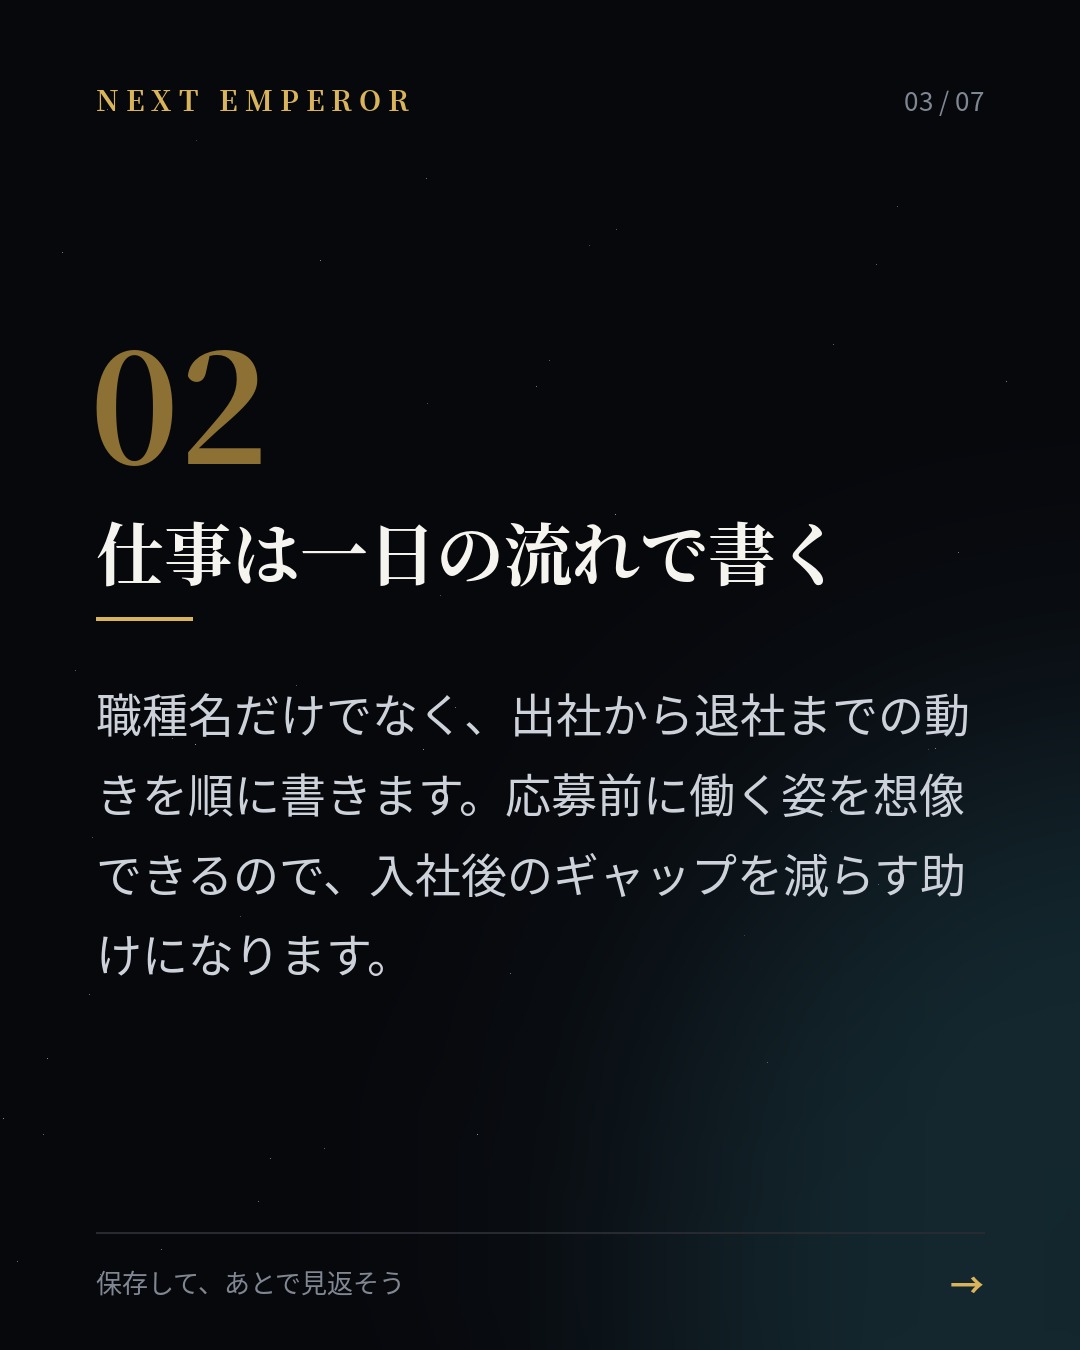 NEXT EMPEROR
03 / 07
02
仕事は一日の流れで書く
職種名だけでなく、出社から退社までの動
きを順に書きます。応募前に働く姿を想像
できるので、入社後のギャップを減らす助
けになります。
保存して、あとで見返そう
→